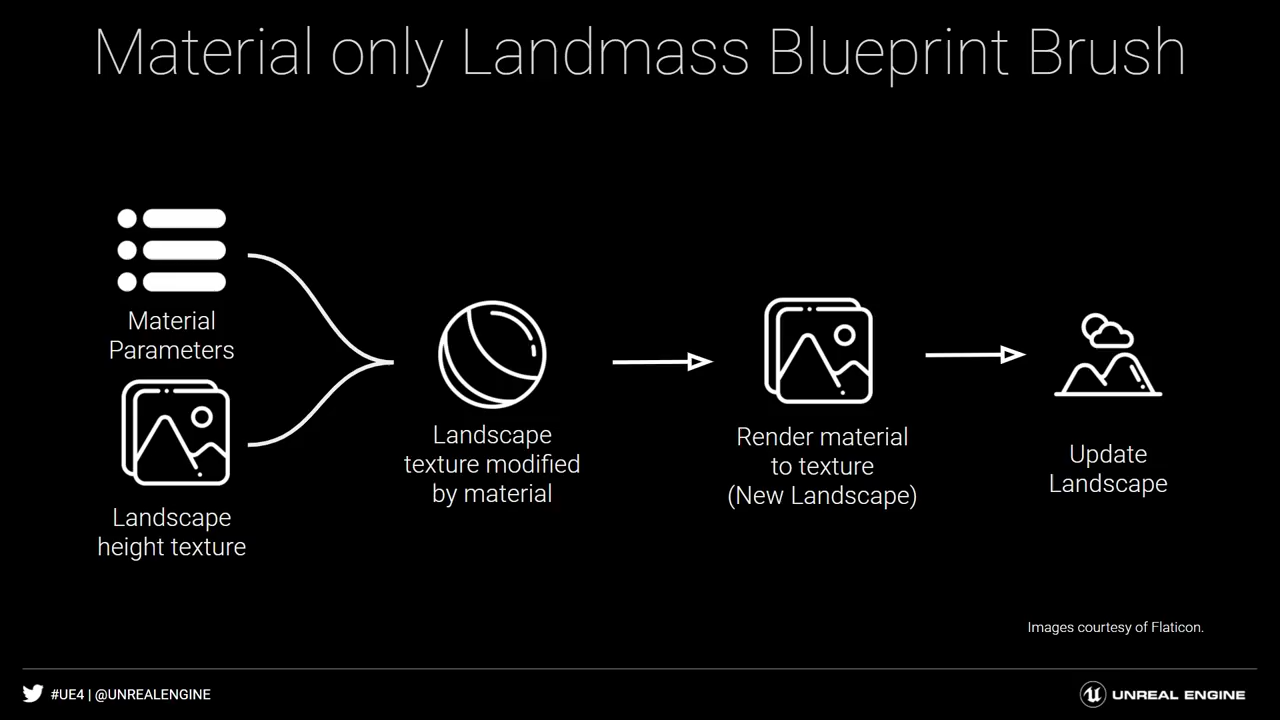 Material only Landmass Blueprint Brush
Material
Parameters
Landscape
height texture
Landscape
texture modified
by material
Render material
to texture
(New Landscape)
Update
Landscape
Images courtesy of Flaticon.
#UE4 | @UNREALENGINE
UNREAL ENGINE